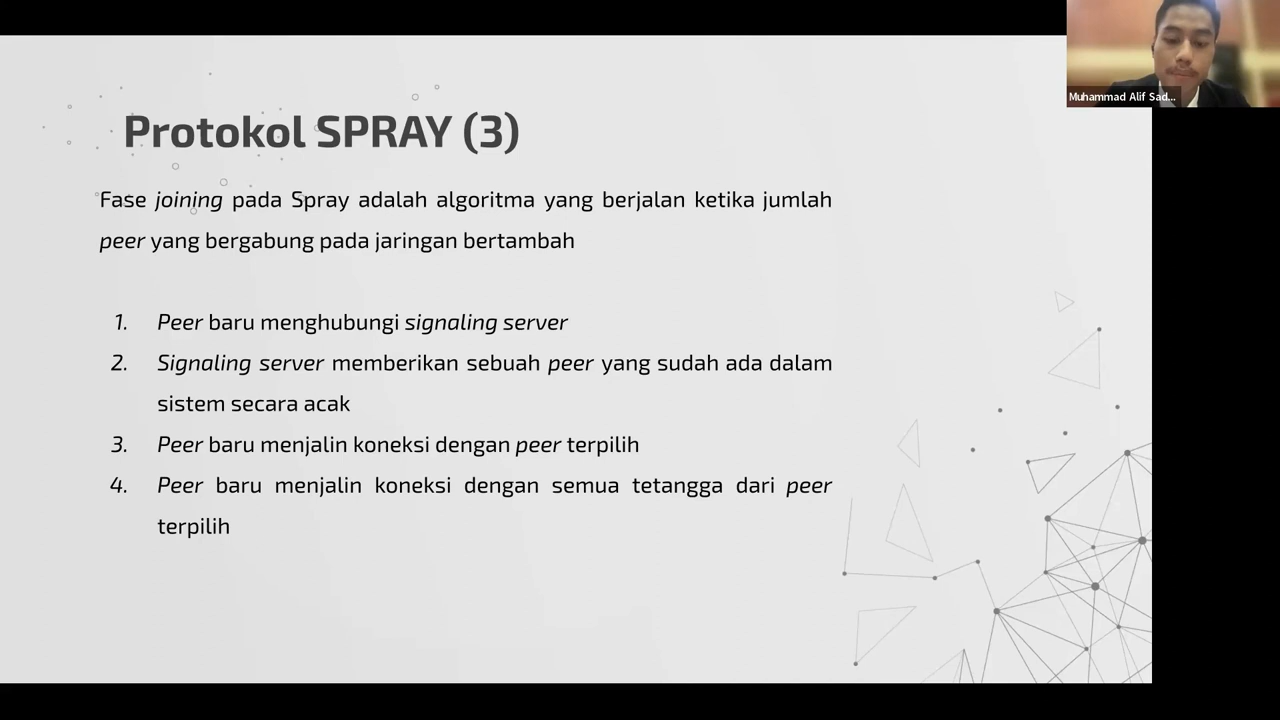 Muhammad Alif Sad...
Protokol SPRAY (3)
Fase joining pada Spray adalah algoritma yang berjalan ketika jumlah
peer yang bergabung pada jaringan bertambah
1. Peer baru menghubungi signaling server
2. Signaling server memberikan sebuah peer yang sudah ada dalam
sistem secara acak
3. Peer baru menjalin koneksi dengan peer terpilih
4. Peer baru menjalin koneksi dengan semua tetangga dari peer
terpilih